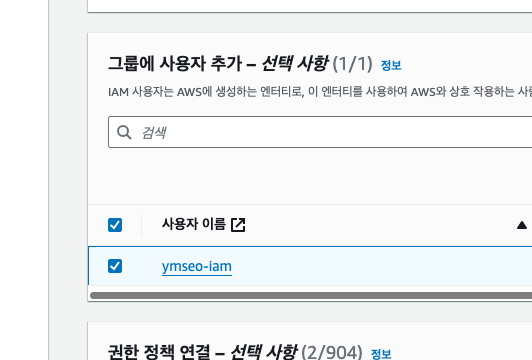 그룹에 사용자 추가 – 선택 사항 (1/1) 정보
IAM 사용자는 AWS에 생성하는 엔터티로, 이 엔터티를 사용하여 AWS와 상호 작용하는
검색
사용자 이름
ymseo-iam
권한 정책 연결 – 선택 사항 (2/904) 정보